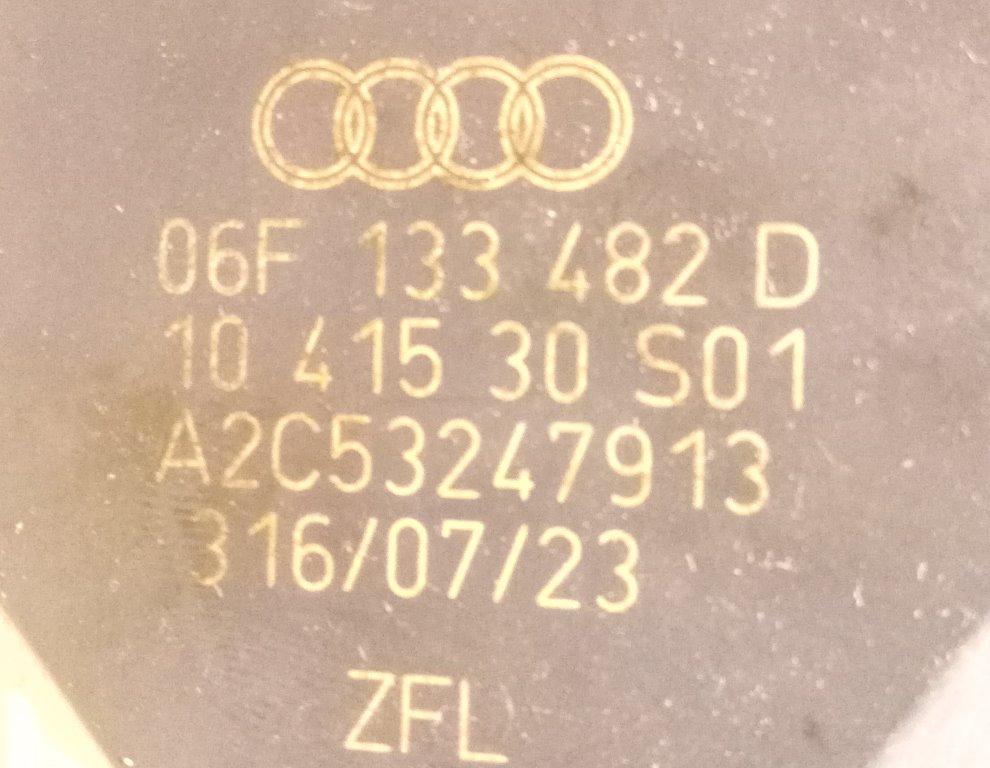 06F 133 482 D
10 415 30 S01
A2C53247913
316/07/23
ZFL